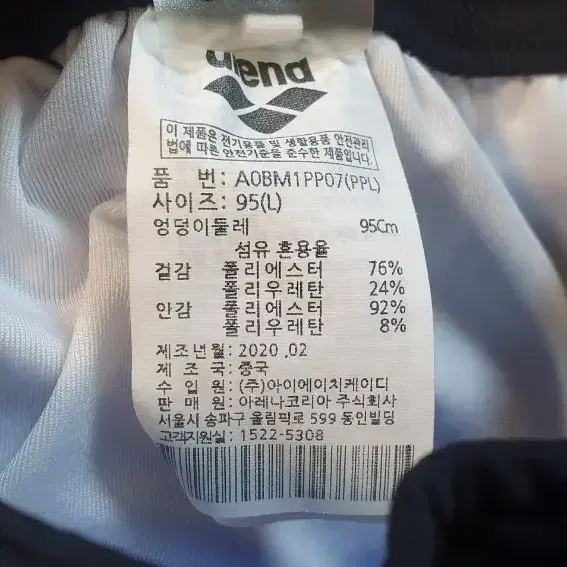 arena
이 제품은 전기용품 및 생활용품 안전관리
법에 따른 안전기준을 준수한 제품입니다.
품 번: A0BM1PP07(PPL)
사이즈: 95(L)
엉덩이둘레 95Cm
섬유 혼용율
겉감 폴리에스터 76%
폴리우레탄 24%
안감 폴리에스터 92%
폴리우레탄 8%
제조년월: 2020 .02
제 조 국: 중국
수 입 원: (주)아이에이치케이디
판 매 원: 아레나코리아 주식회사
서울시 송파구 올림픽로 599 동인빌딩
고객지원실: 1522-5308